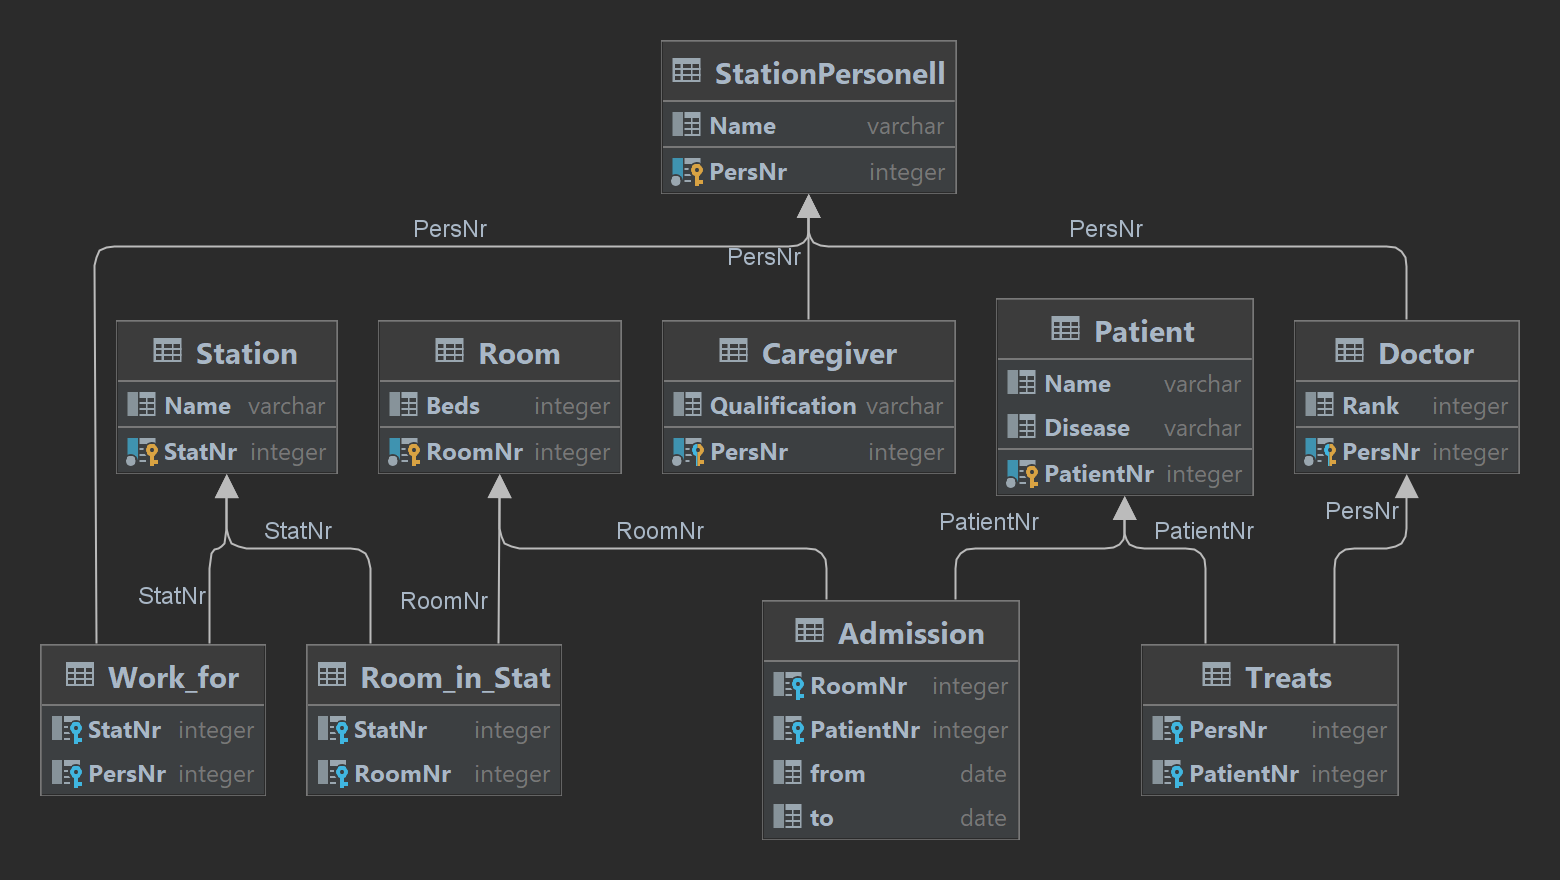 StationPersonell
Name varchar
PersNr integer
PersNr
PersNr
PersNr
Station
Name varchar
StatNr integer
Room
Beds integer
RoomNr integer
Caregiver
Qualification varchar
PersNr integer
Patient
Name varchar
Disease varchar
PatientNr integer
Doctor
Rank integer
PersNr integer
StatNr
StatNr
RoomNr
RoomNr
PatientNr
PatientNr
PersNr
Work_for
StatNr integer
PersNr integer
Room_in_Stat
StatNr integer
RoomNr integer
Admission
RoomNr integer
PatientNr integer
from date
to date
Treats
PersNr integer
PatientNr integer